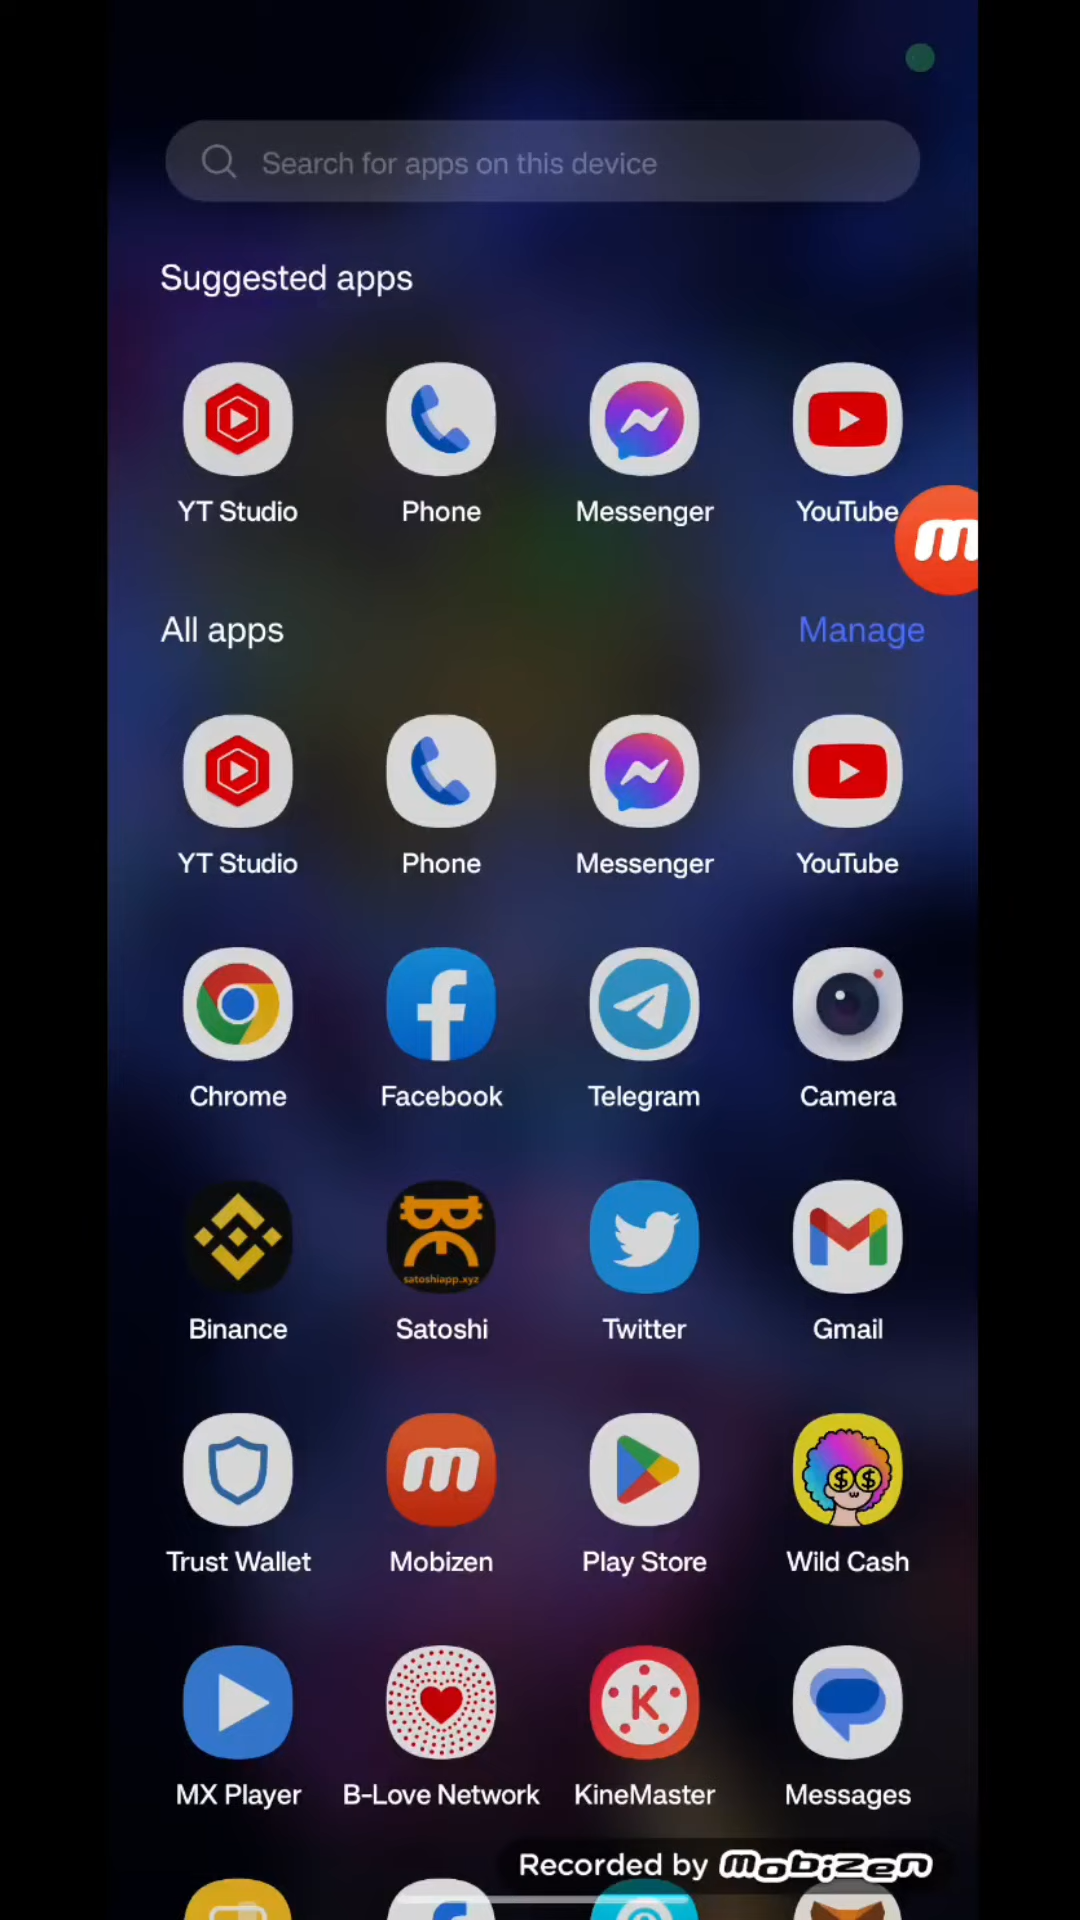 Search for apps on this device
Suggested apps
YT Studio Phone Messenger YouTube
m
All apps Manage
YT Studio Phone Messenger YouTube
Chrome Facebook Telegram Camera
satoshiapp.xyz
Binance Satoshi Twitter Gmail
m
Trust Wallet Mobizen Play Store Wild Cash
K
MX Player B-Love Network KineMaster Messages
Recorded by mobizen